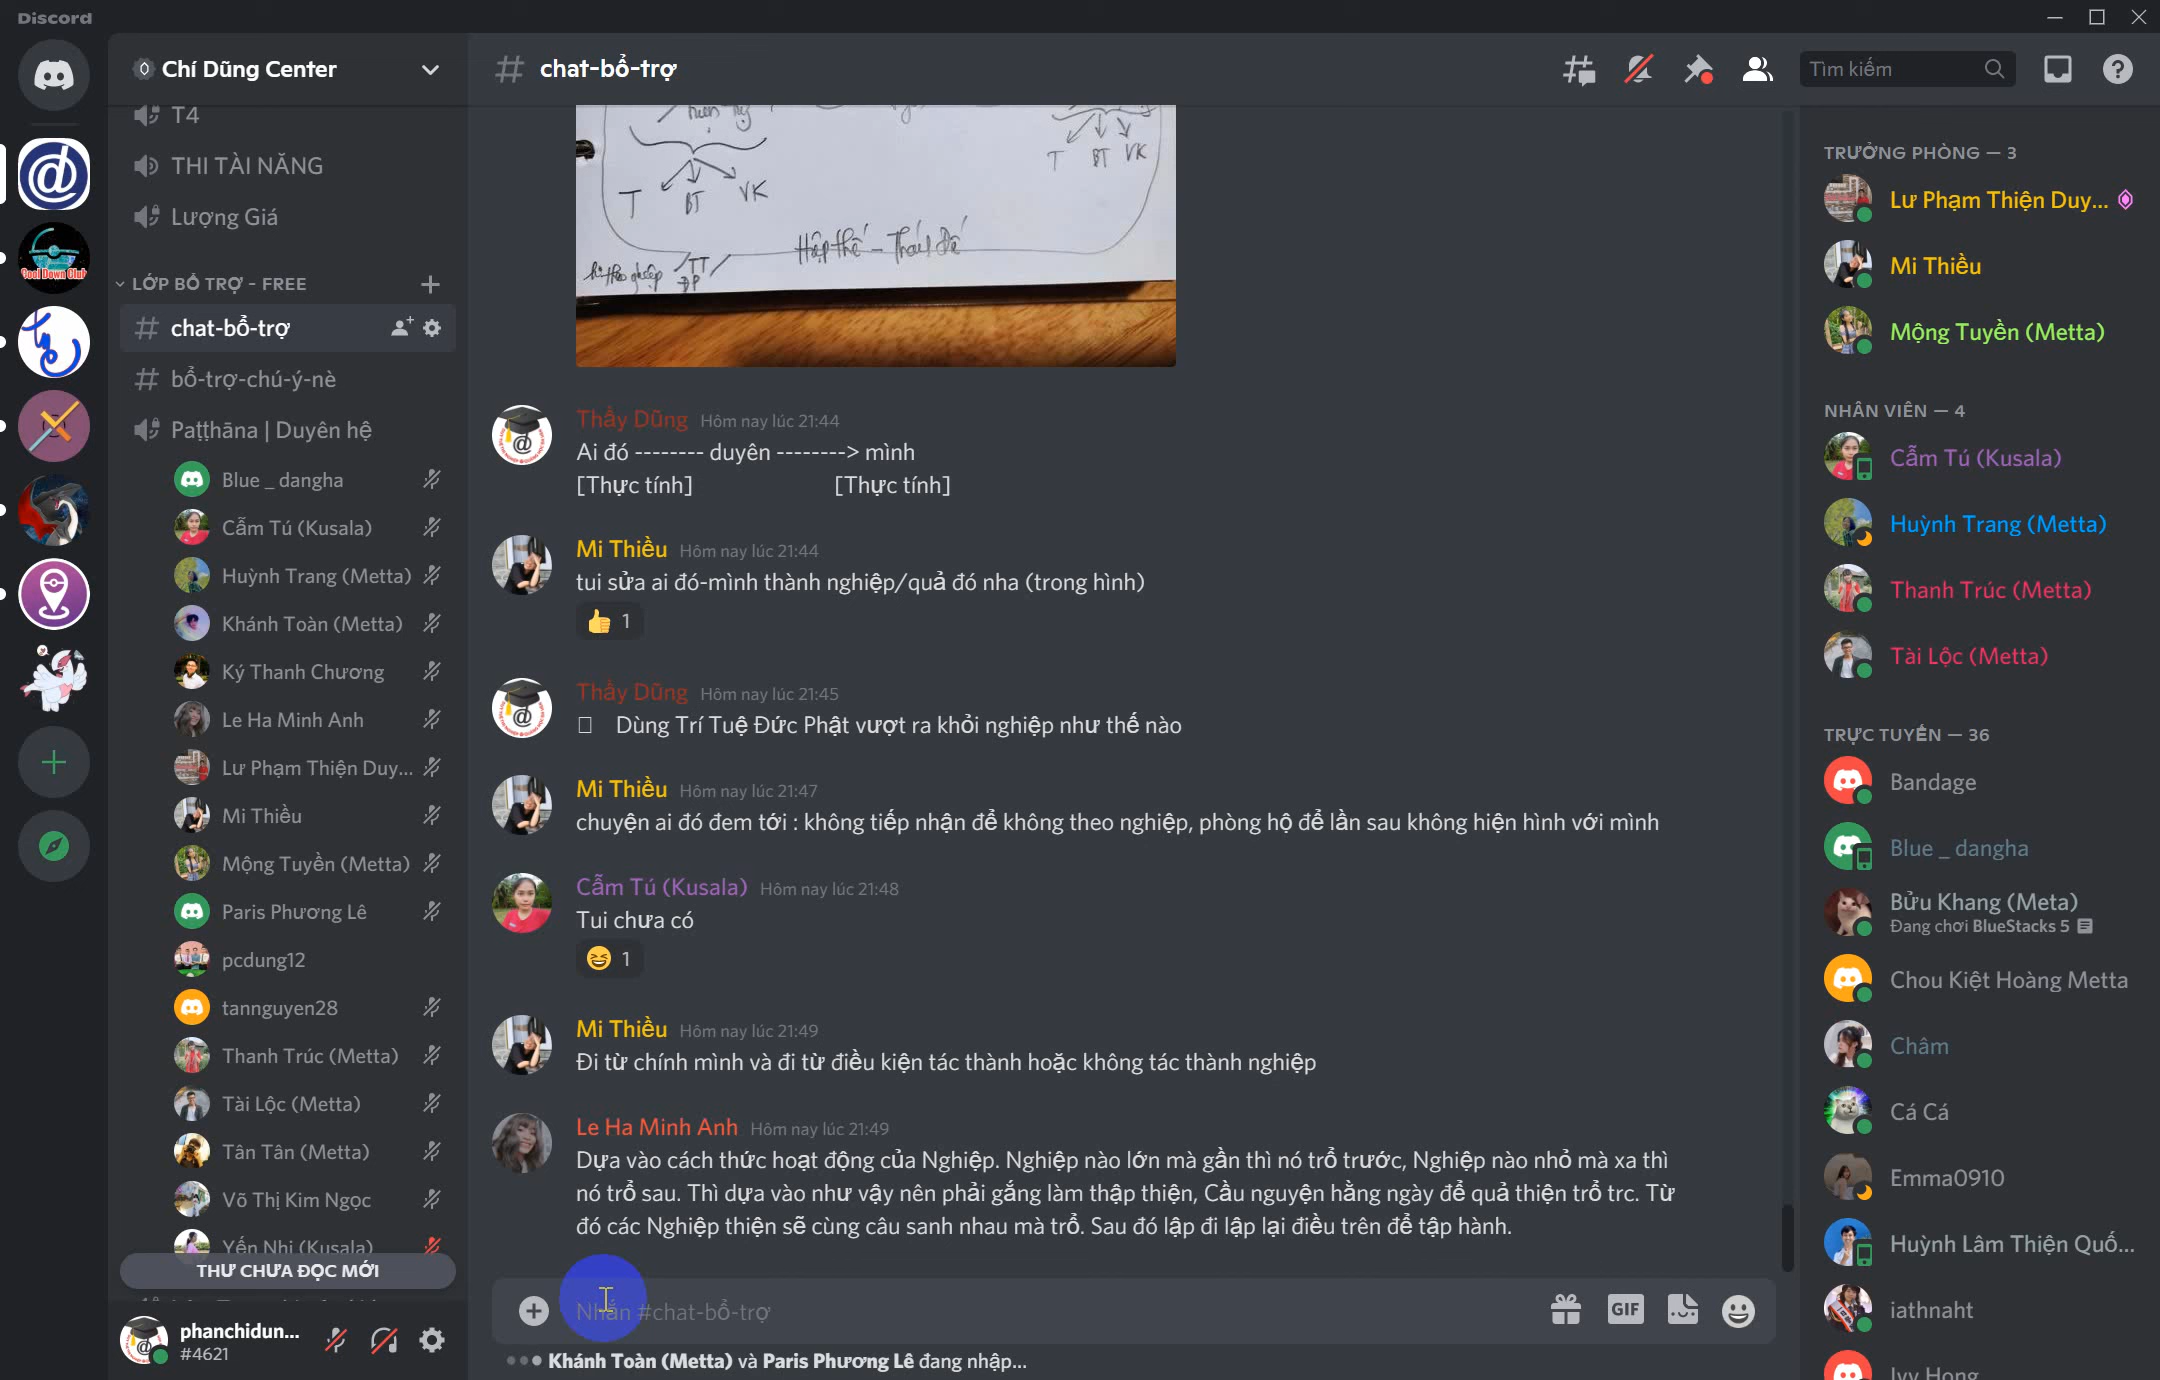 Discord
Chí Dũng Center
T4
THI TÀI NĂNG
Lượng Giá
LỚP BỔ TRỢ - FREE
chat-bổ-trợ
bổ-trợ-chú-ý-nè
Paṭṭhāna | Duyên hệ
Blue _ dangha
Cẩm Tú (Kusala)
Huỳnh Trang (Metta)
Khánh Toàn (Metta)
Ký Thanh Chương
Le Ha Minh Anh
Lư Phạm Thiện Duy...
Mi Thiều
Mộng Tuyền (Metta)
Paris Phương Lê
pcdung12
tannguyen28
Thanh Trúc (Metta)
Tài Lộc (Metta)
Tân Tân (Metta)
Võ Thị Kim Ngọc
Yến Nhi (Kusala)
THƯ CHƯA ĐỌC MỚI
phanchidun...
#4621
chat-bổ-trợ
Tìm kiếm
T BT VK
T BT VK
Hiệp thế - Thái Đế
TT
Thầy Dũng Hôm nay lúc 21:44
Ai đó -------- duyên --------> mình
[Thực tính] [Thực tính]
Mi Thiều Hôm nay lúc 21:44
tui sửa ai đó-mình thành nghiệp/quả đó nha (trong hình)
1
Thầy Dũng Hôm nay lúc 21:45
Dùng Trí Tuệ Đức Phật vượt ra khỏi nghiệp như thế nào
Mi Thiều Hôm nay lúc 21:47
chuyện ai đó đem tới : không tiếp nhận để không theo nghiệp, phòng hộ để lần sau không hiện hình với mình
Cẩm Tú (Kusala) Hôm nay lúc 21:48
Tui chưa có
1
Mi Thiều Hôm nay lúc 21:49
Đi từ chính mình và đi từ điều kiện tác thành hoặc không tác thành nghiệp
Le Ha Minh Anh Hôm nay lúc 21:49
Dựa vào cách thức hoạt động của Nghiệp. Nghiệp nào lớn mà gần thì nó trổ trước, Nghiệp nào nhỏ mà xa thì
nó trổ sau. Thì dựa vào như vậy nên phải gắng làm thập thiện, Cầu nguyện hằng ngày để quả thiện trổ trc. Từ
đó các Nghiệp thiện sẽ cùng câu sanh nhau mà trổ. Sau đó lập đi lập lại điều trên để tập hành.
Nhắn #chat-bổ-trợ
GIF
Khánh Toàn (Metta) và Paris Phương Lê đang nhập...
TRƯỞNG PHÒNG — 3
Lư Phạm Thiện Duy...
Mi Thiều
Mộng Tuyền (Metta)
NHÂN VIÊN — 4
Cẩm Tú (Kusala)
Huỳnh Trang (Metta)
Thanh Trúc (Metta)
Tài Lộc (Metta)
TRỰC TUYẾN — 36
Bandage
Blue _ dangha
Bửu Khang (Meta)
Đang chơi BlueStacks 5
Chou Kiệt Hoàng Metta
Châm
Cá Cá
Emma0910
Huỳnh Lâm Thiện Quố...
iathnaht
Ivy Hong